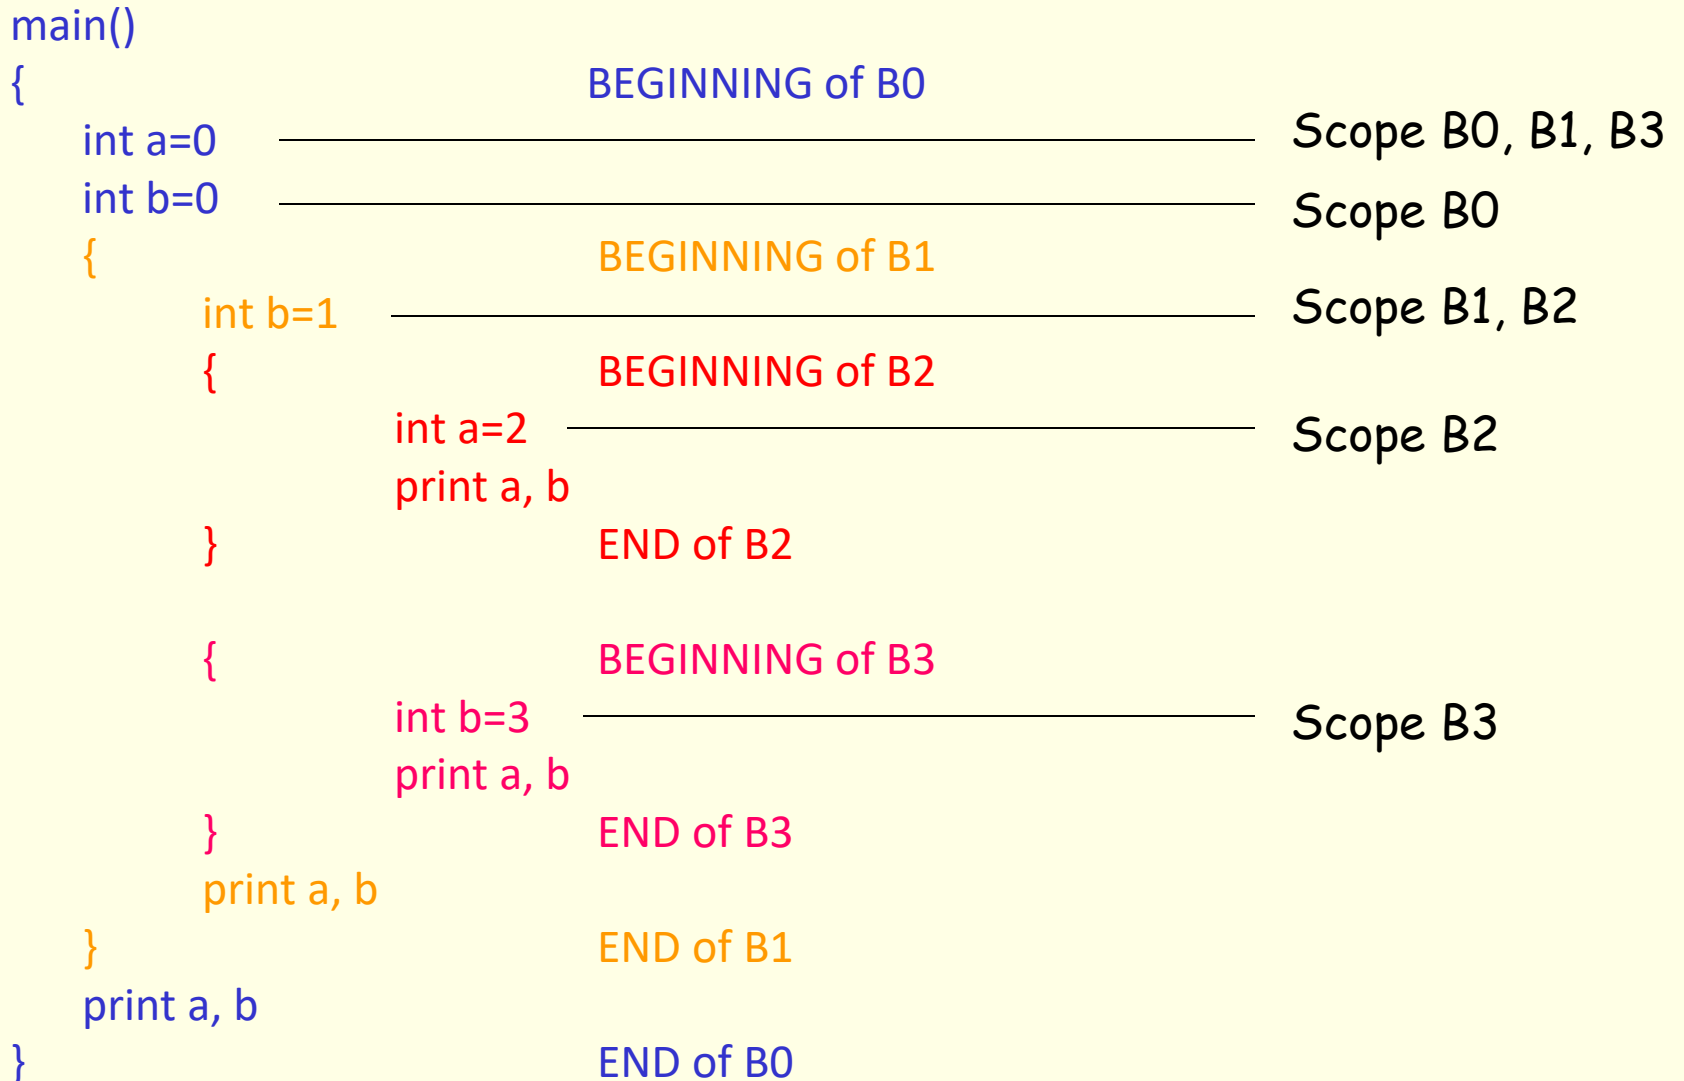 main()
{ BEGINNING of B0
int a=0 Scope B0, B1, B3
int b=0 Scope B0
{ BEGINNING of B1
int b=1 Scope B1, B2
{ BEGINNING of B2
int a=2 Scope B2
print a, b
} END of B2
{ BEGINNING of B3
int b=3 Scope B3
print a, b
} END of B3
print a, b
} END of B1
print a, b
} END of B0